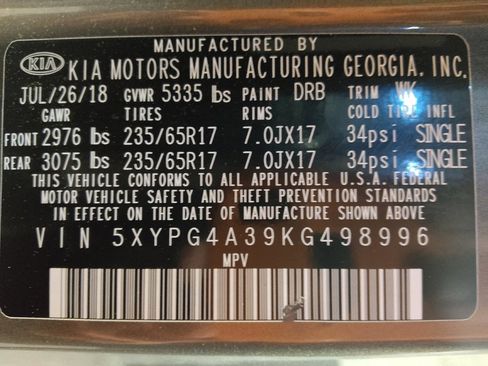 MANUFACTURED BY
KIA KIA MOTORS MANUFACTURING GEORGIA, INC.
JUL/26/18 GVWR 5335 lbs PAINT DRB TRIM WK
GAWR TIRES RIMS COLD TIRE INFL
FRONT 2976 lbs 235/65R17 7.0JX17 34psi SINGLE
REAR 3075 lbs 235/65R17 7.0JX17 34psi SINGLE
THIS VEHICLE CONFORMS TO ALL APPLICABLE U.S.A. FEDERAL
MOTOR VEHICLE SAFETY AND THEFT PREVENTION STANDARDS
IN EFFECT ON THE DATE OF MANUFACTURE SHOWN ABOVE.
VIN 5XYPG4A39KG498996
MPV